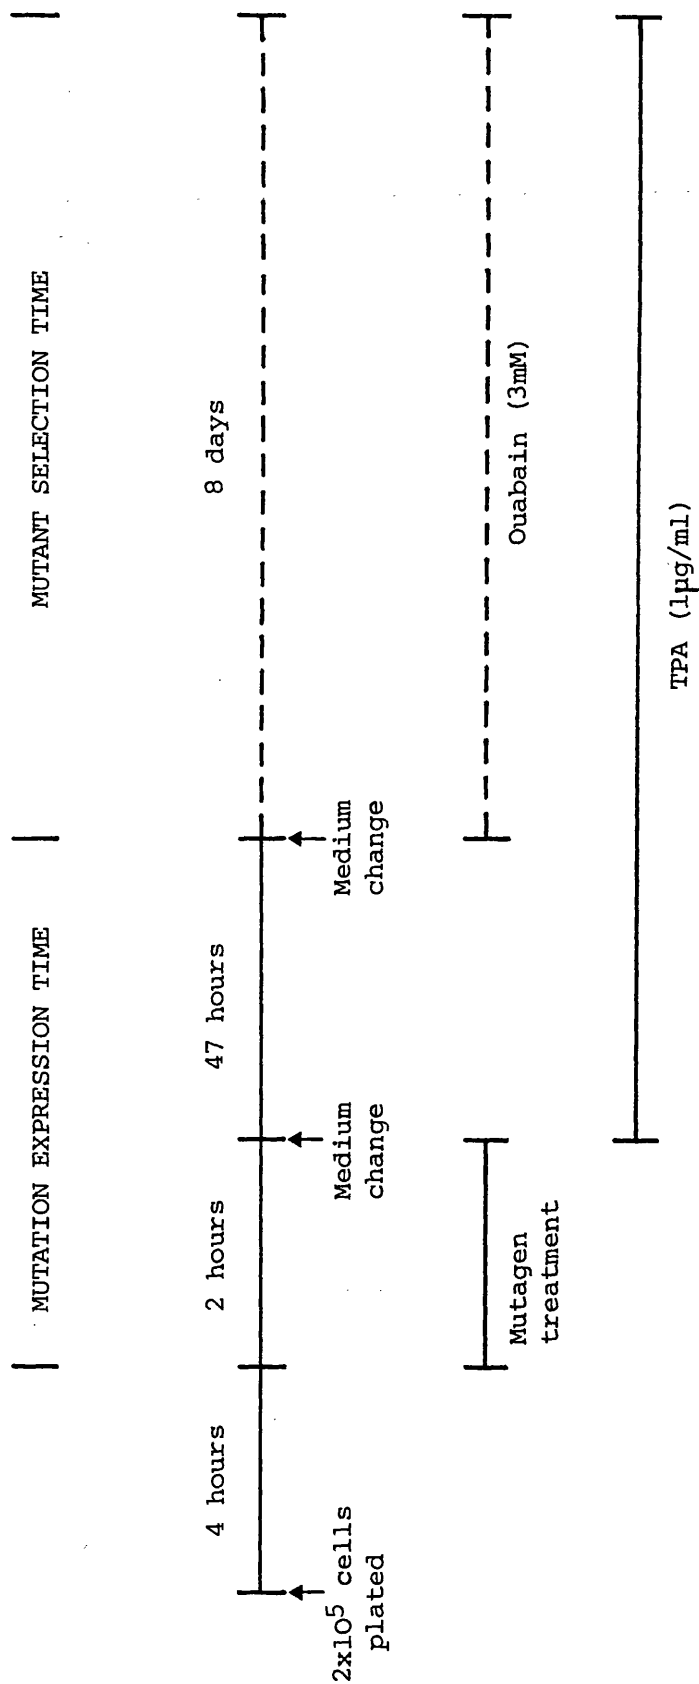 MUTATION EXPRESSION TIME
MUTANT SELECTION TIME
4 hours
2 hours
47 hours
8 days
2x10⁵ cells
plated
Medium
change
Medium
change
Mutagen
treatment
Ouabain (3mM)
TPA (1μg/ml)